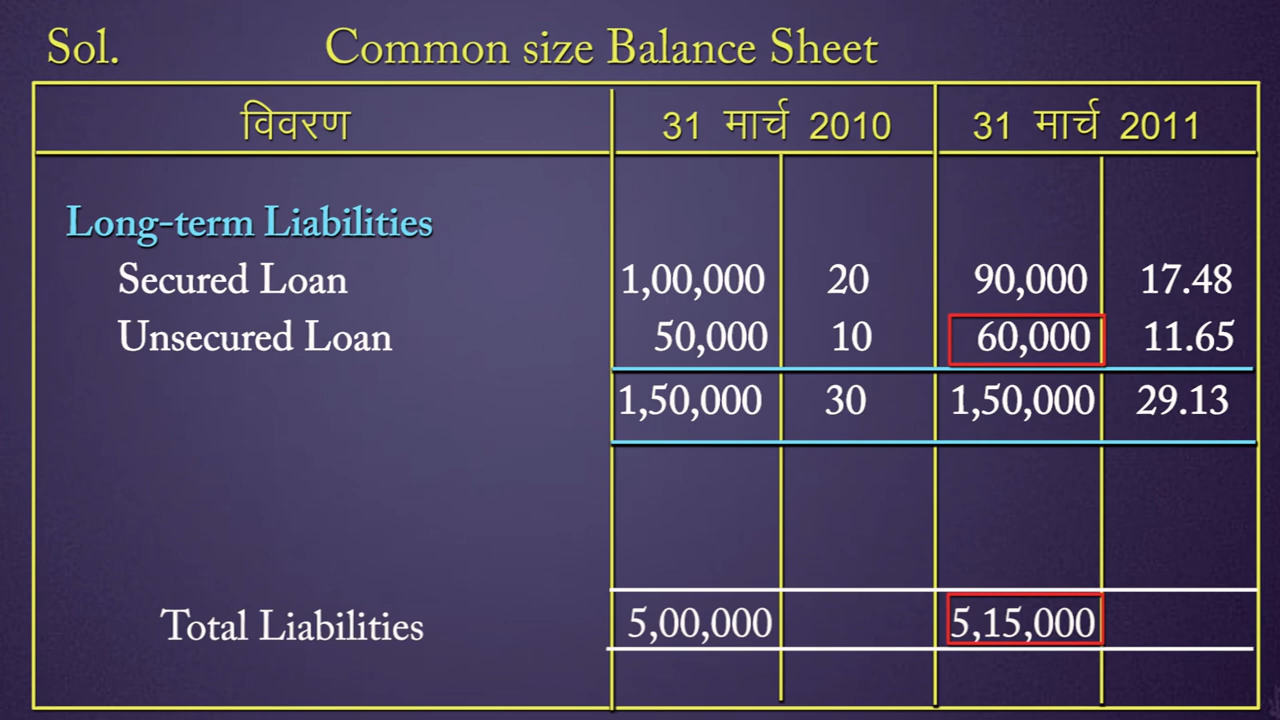 Sol. Common size Balance Sheet
विवरण 31 मार्च 2010 31 मार्च 2011
Long-term Liabilities
Secured Loan 1,00,000 20 90,000 17.48
Unsecured Loan 50,000 10 60,000 11.65
1,50,000 30 1,50,000 29.13
Total Liabilities 5,00,000 5,15,000